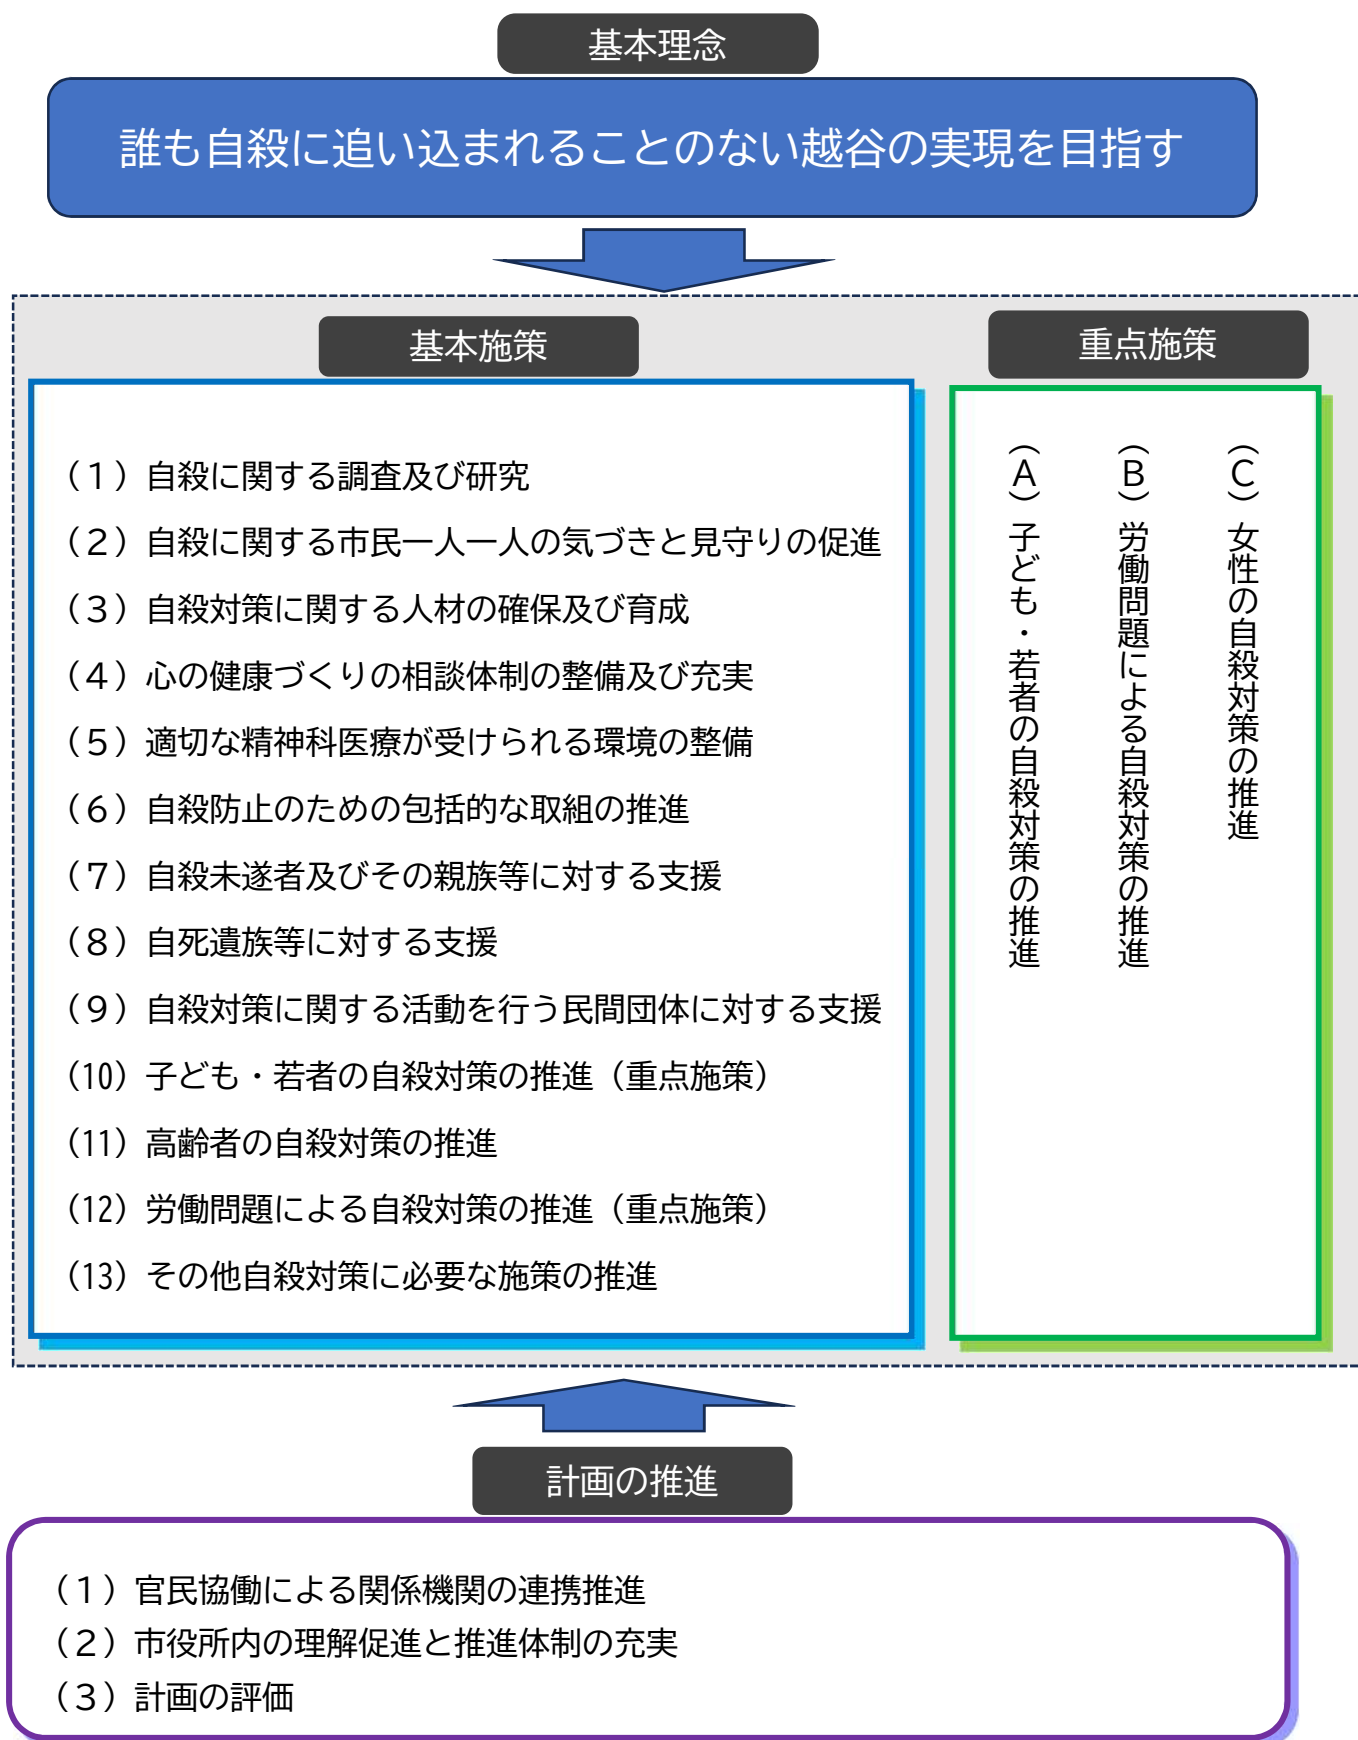 基本理念
誰も自殺に追い込まれることのない越谷の実現を目指す
基本施策
（１）自殺に関する調査及び研究
（２）自殺に関する市民一人一人の気づきと見守りの促進
（３）自殺対策に関する人材の確保及び育成
（４）心の健康づくりの相談体制の整備及び充実
（５）適切な精神科医療が受けられる環境の整備
（６）自殺防止のための包括的な取組の推進
（７）自殺未遂者及びその親族等に対する支援
（８）自死遺族等に対する支援
（９）自殺対策に関する活動を行う民間団体に対する支援
（10）子ども・若者の自殺対策の推進（重点施策）
（11）高齢者の自殺対策の推進
（12）労働問題による自殺対策の推進（重点施策）
（13）その他自殺対策に必要な施策の推進
重点施策
（Ａ）子ども・若者の自殺対策の推進
（Ｂ）労働問題による自殺対策の推進
（Ｃ）女性の自殺対策の推進
計画の推進
（１）官民協働による関係機関の連携推進
（２）市役所内の理解促進と推進体制の充実
（３）計画の評価